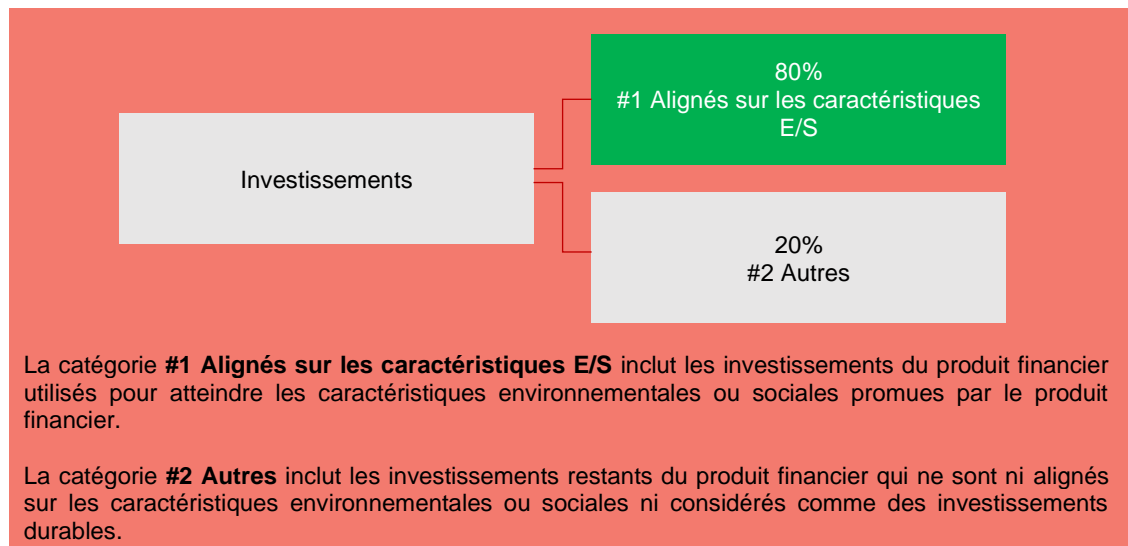 80%
#1 Alignés sur les caractéristiques
E/S
Investissements
20%
#2 Autres
La catégorie #1 Alignés sur les caractéristiques E/S inclut les investissements du produit financier
utilisés pour atteindre les caractéristiques environnementales ou sociales promues par le produit
financier.
La catégorie #2 Autres inclut les investissements restants du produit financier qui ne sont ni alignés
sur les caractéristiques environnementales ou sociales ni considérés comme des investissements
durables.